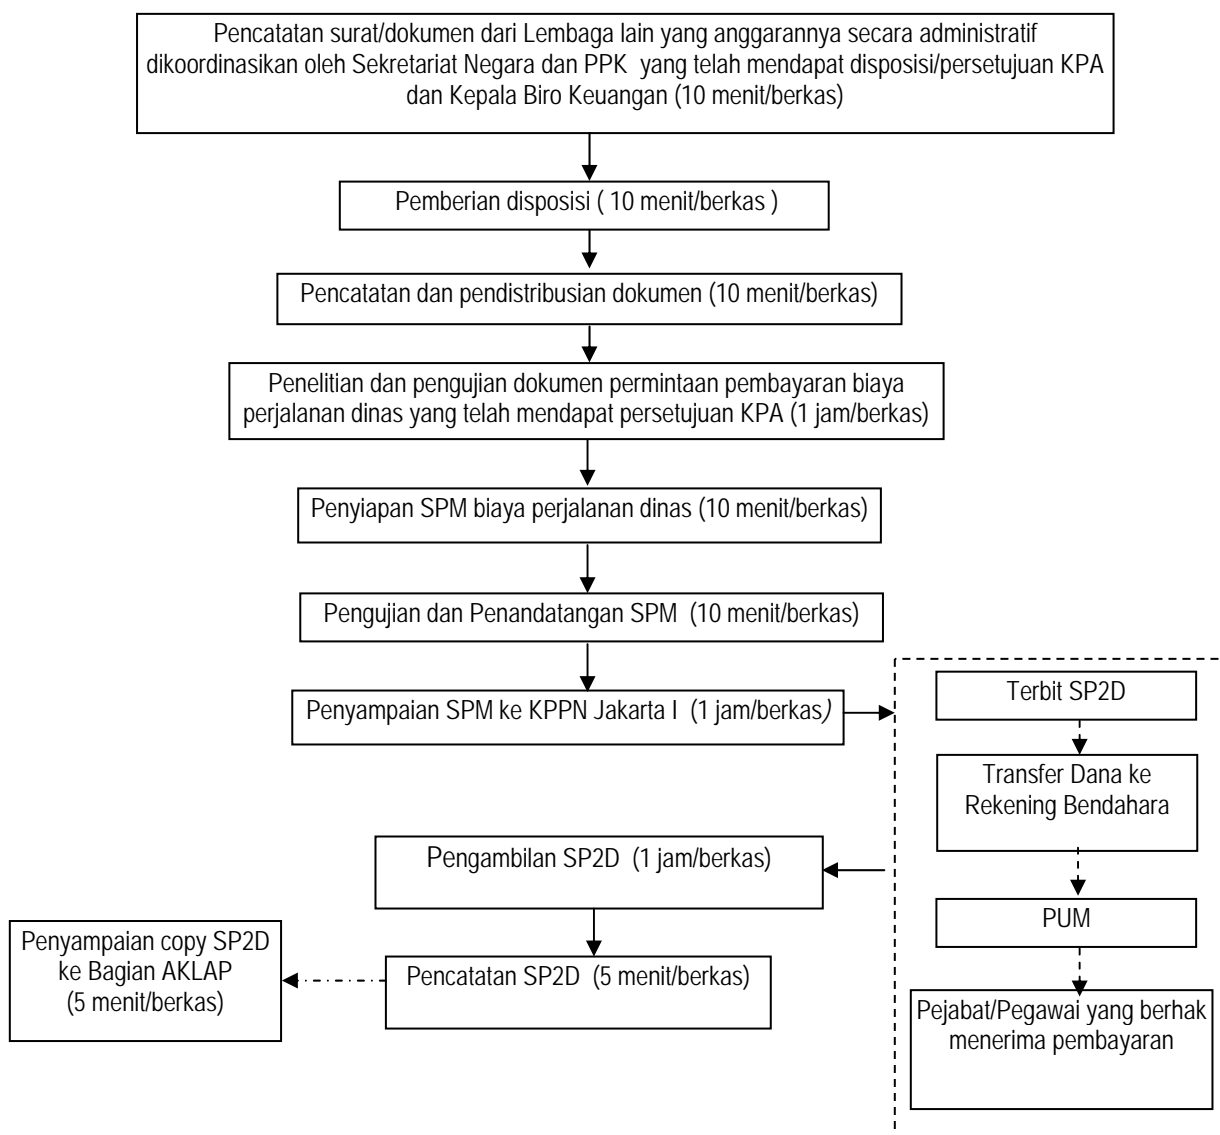 Pencatatan surat/dokumen dari Lembaga lain yang anggarannya secara administratif
dikoordinasikan oleh Sekretariat Negara dan PPK yang telah mendapat disposisi/persetujuan KPA
dan Kepala Biro Keuangan (10 menit/berkas)
Pemberian disposisi ( 10 menit/berkas )
Pencatatan dan pendistribusian dokumen (10 menit/berkas)
Penelitian dan pengujian dokumen permintaan pembayaran biaya
perjalanan dinas yang telah mendapat persetujuan KPA (1 jam/berkas)
Penyiapan SPM biaya perjalanan dinas (10 menit/berkas)
Pengujian dan Penandatangan SPM (10 menit/berkas)
Penyampaian SPM ke KPPN Jakarta I (1 jam/berkas)
Terbit SP2D
Transfer Dana ke
Rekening Bendahara
PUM
Pejabat/Pegawai yang berhak
menerima pembayaran
Pengambilan SP2D (1 jam/berkas)
Pencatatan SP2D (5 menit/berkas)
Penyampaian copy SP2D
ke Bagian AKLAP
(5 menit/berkas)